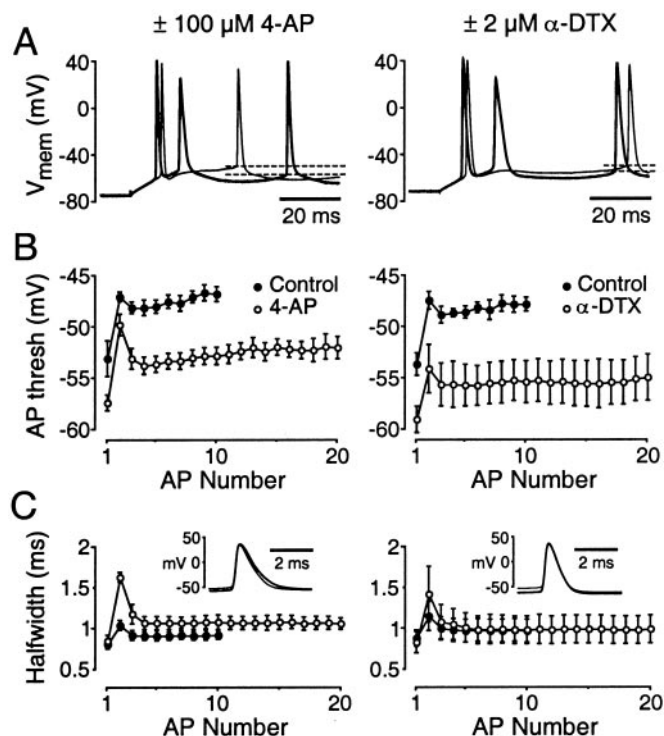 A
± 100 µM 4-AP
± 2 µM α-DTX
V mem (mV)
40
0
-40
-80
20 ms
40
0
-40
-80
20 ms
B
AP thresh (mV)
-45
-50
-55
-60
Control
4-AP
1
10
20
AP Number
-45
-50
-55
-60
Control
α-DTX
1
10
20
AP Number
C
Halfwidth (ms)
2
1.5
1
0.5
50
mV 0
-50
2 ms
1
10
20
AP Number
2
1.5
1
0.5
50
mV 0
-50
2 ms
1
10
20
AP Number